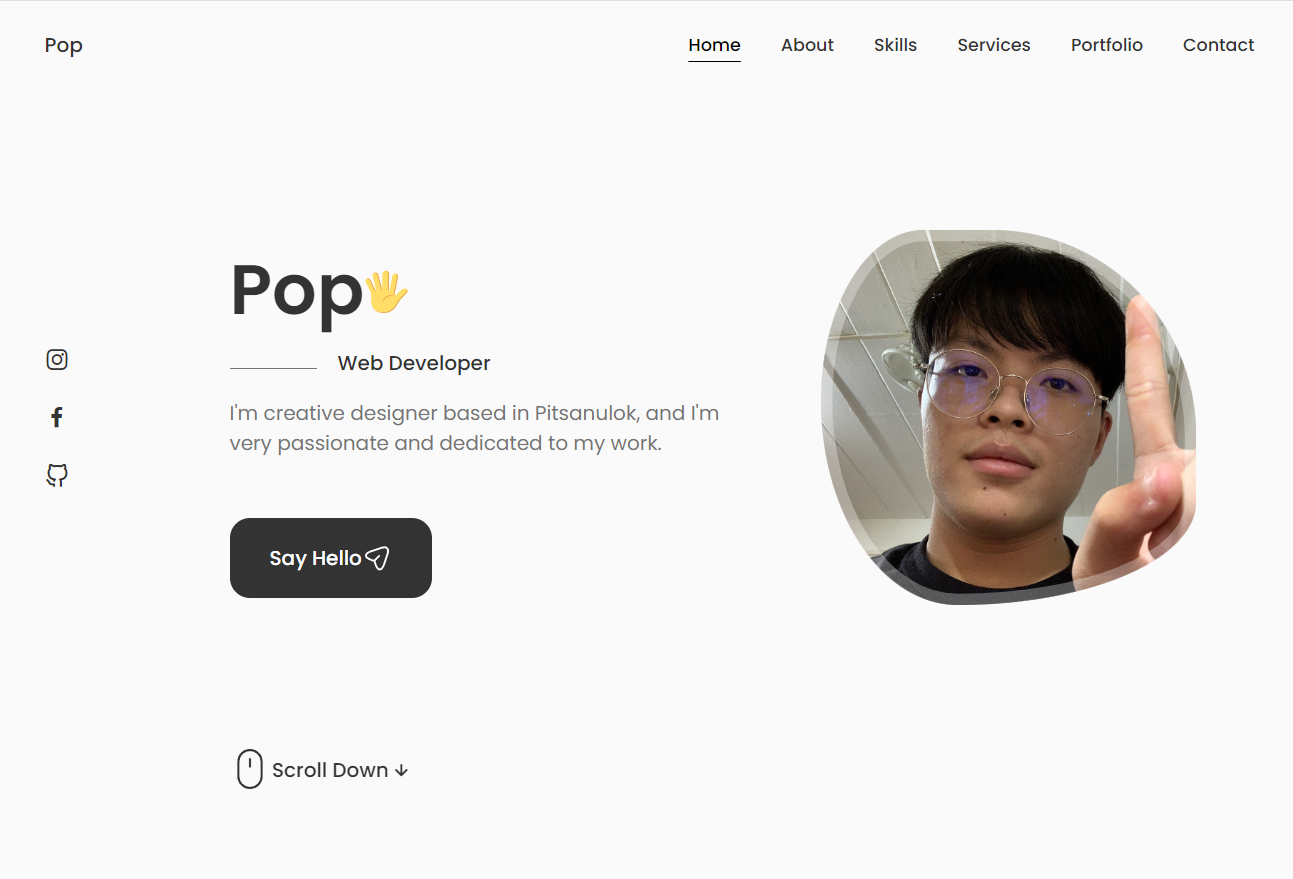 Pop
Home About Skills Services Portfolio Contact
Pop🖐
Web Developer
I'm creative designer based in Pitsanulok, and I'm
very passionate and dedicated to my work.
Say Hello
Scroll Down ↓